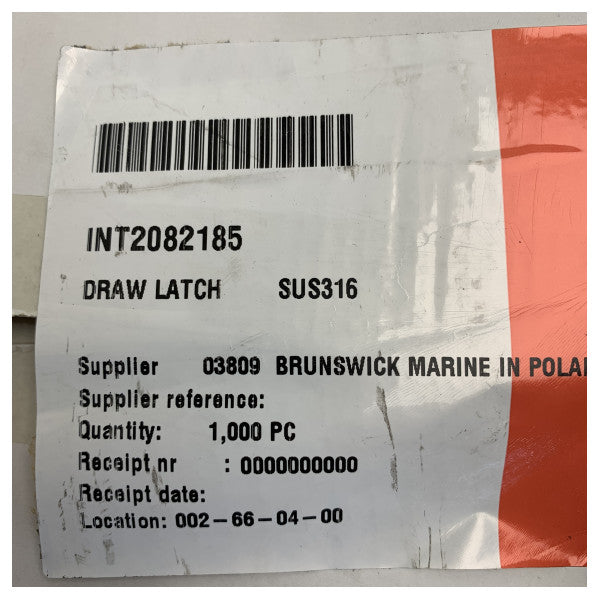 INT2082185
DRAW LATCH SUS316
Supplier 03809 BRUNSWICK MARINE IN POLA
Supplier reference:
Quantity: 1,000 PC
Receipt nr : 0000000000
Receipt date:
Location: 002-66-04-00